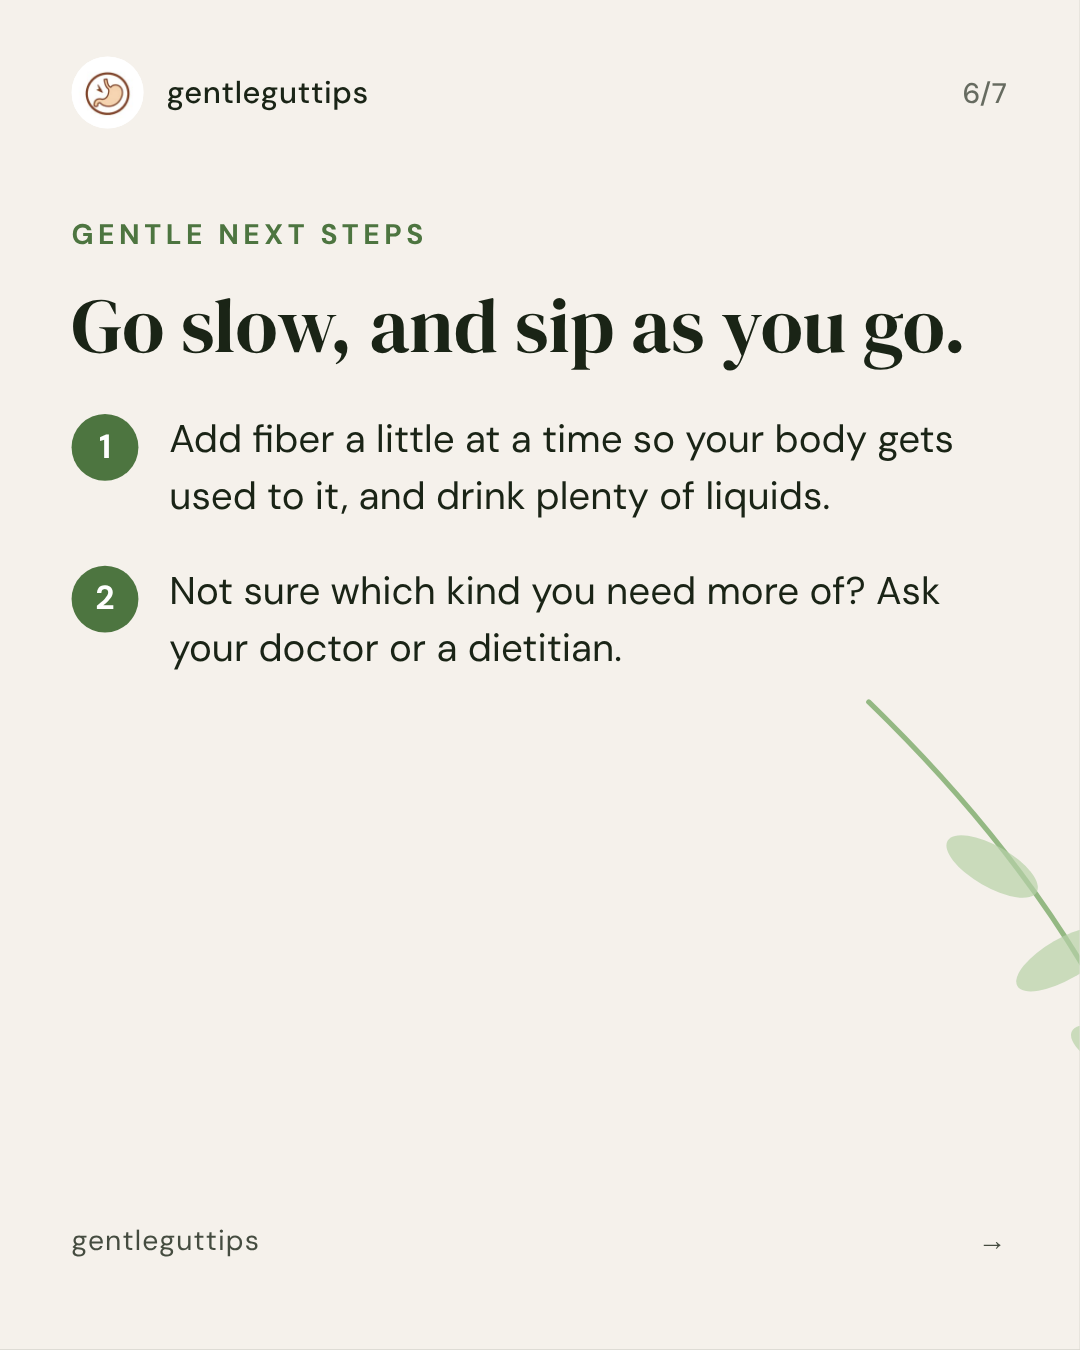 gentleguttips
6/7
GENTLE NEXT STEPS
Go slow, and sip as you go.
1
Add fiber a little at a time so your body gets
used to it, and drink plenty of liquids.
2
Not sure which kind you need more of? Ask
your doctor or a dietitian.
gentleguttips
→